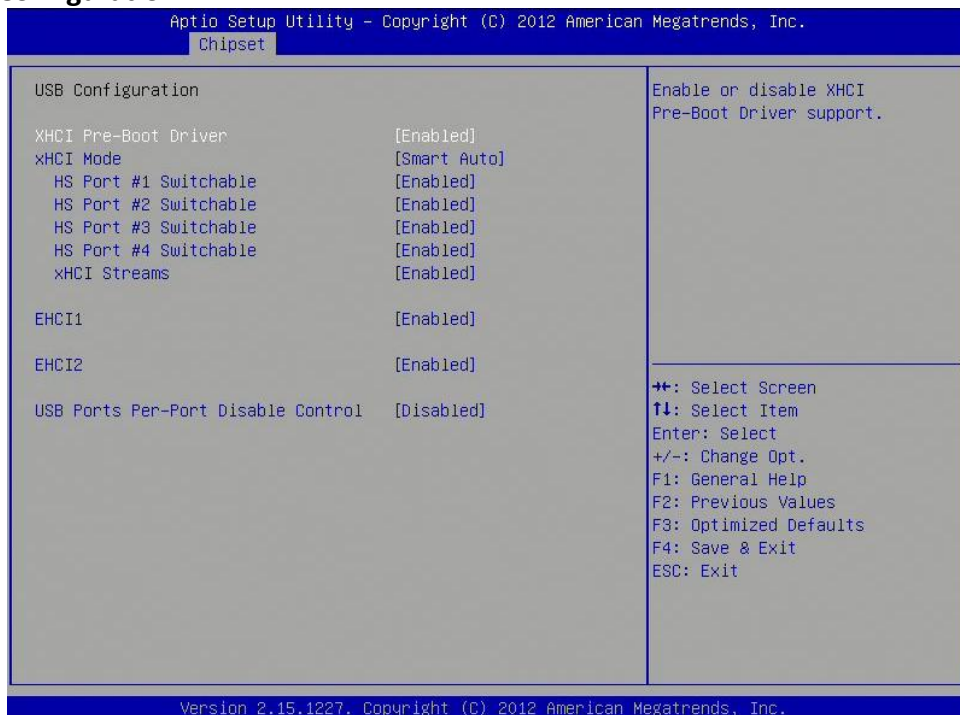 Aptio Setup Utility – Copyright (C) 2012 American Megatrends, Inc.
Chipset
USB Configuration
XHCI Pre-Boot Driver [Enabled]
xHCI Mode [Smart Auto]
HS Port #1 Switchable [Enabled]
HS Port #2 Switchable [Enabled]
HS Port #3 Switchable [Enabled]
HS Port #4 Switchable [Enabled]
xHCI Streams [Enabled]
EHCI1 [Enabled]
EHCI2 [Enabled]
USB Ports Per-Port Disable Control [Disabled]
Enable or disable XHCI
Pre-Boot Driver support.
→←: Select Screen
↑↓: Select Item
Enter: Select
+/-: Change Opt.
F1: General Help
F2: Previous Values
F3: Optimized Defaults
F4: Save & Exit
ESC: Exit
Version 2.15.1227. Copyright (C) 2012 American Megatrends, Inc.